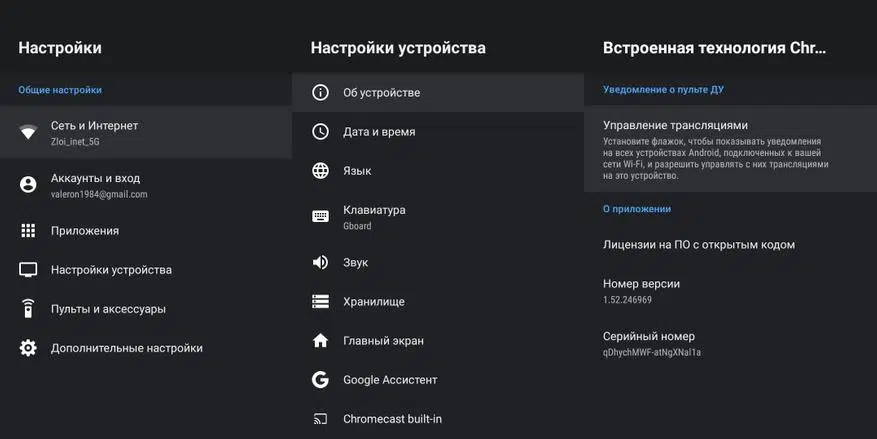 Настройки
Общие настройки
Сеть и Интернет
Zloi_inet_5G
Аккаунты и вход
valeron1984@gmail.com
Приложения
Настройки устройства
Пульты и аксессуары
Дополнительные настройки
Настройки устройства
Об устройстве
Дата и время
Язык
Клавиатура
Gboard
Звук
Хранилище
Главный экран
Google Ассистент
Chromecast built-in
Встроенная технология Chr...
Уведомление о пульте ДУ
Управление трансляциями
Установите флажок, чтобы показывать уведомления
на всех устройствах Android, подключенных к вашей
сети Wi-Fi, и разрешить управлять с них трансляциями
на это устройство.
О приложении
Лицензии на ПО с открытым кодом
Номер версии
1.52.246969
Серийный номер
qDhychMWF-atNgXNal1a